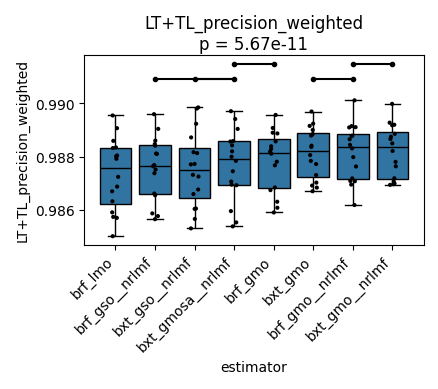 LT+TL_precision_weighted
p = 5.67e-11
LT+TL_precision_weighted
0.990
0.988
0.986
brf_lmo
brf_gso__nrlmf
bxt_gso__nrlmf
bxt_gmosa__nrlmf
brf_gmo
bxt_gmo
brf_gmo__nrlmf
bxt_gmo__nrlmf
estimator